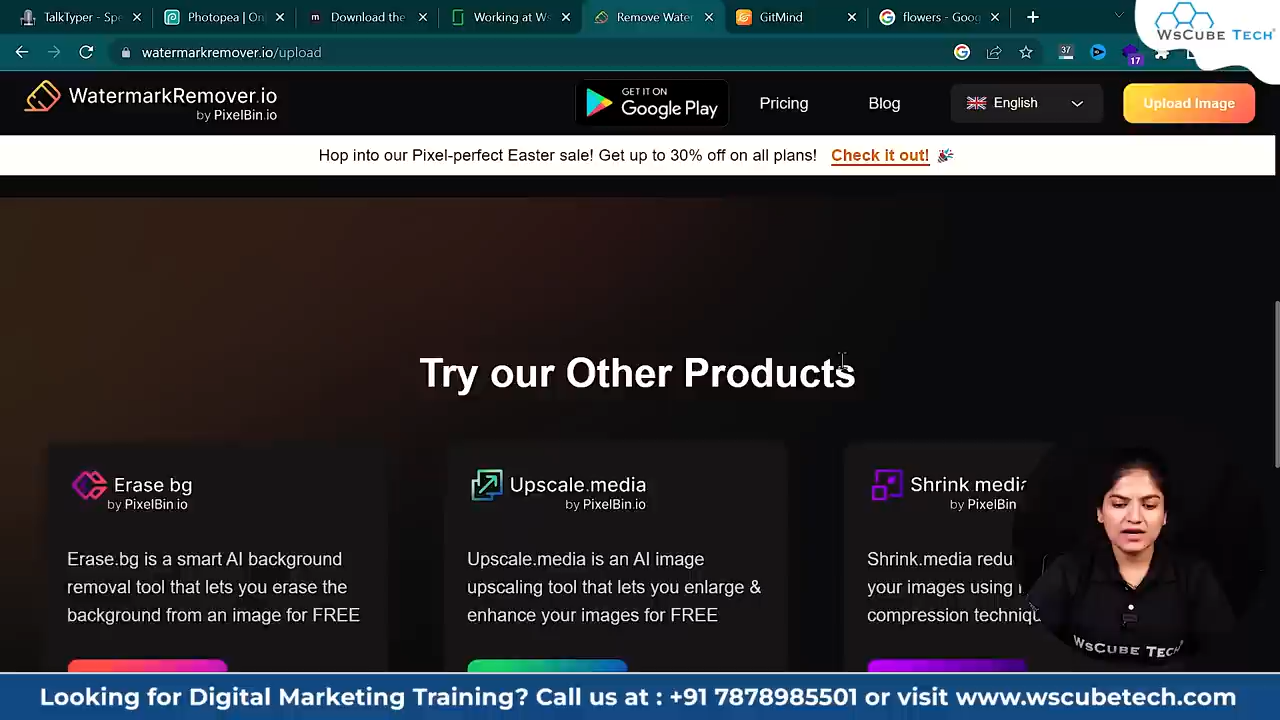 TalkTyper - Spe
Photopea | Onl
Download the
Working at Ws
Remove Water
GitMind
flowers - Goog
WsCube Tech
watermarkremover.io/upload
37
17
WatermarkRemover.io
by PixelBin.io
GET IT ON
Google Play
Pricing
Blog
English
Upload Image
Hop into our Pixel-perfect Easter sale! Get up to 30% off on all plans! Check it out!
Try our Other Products
Erase bg
by PixelBin.io
Erase.bg is a smart AI background
removal tool that lets you erase the
background from an image for FREE
Upscale.media
by PixelBin.io
Upscale.media is an AI image
upscaling tool that lets you enlarge &
enhance your images for FREE
Shrink media
by PixelBin
Shrink.media redu
your images using
compression techniqu
WsCube Tech
Looking for Digital Marketing Training? Call us at : +91 7878985501 or visit www.wscubetech.com